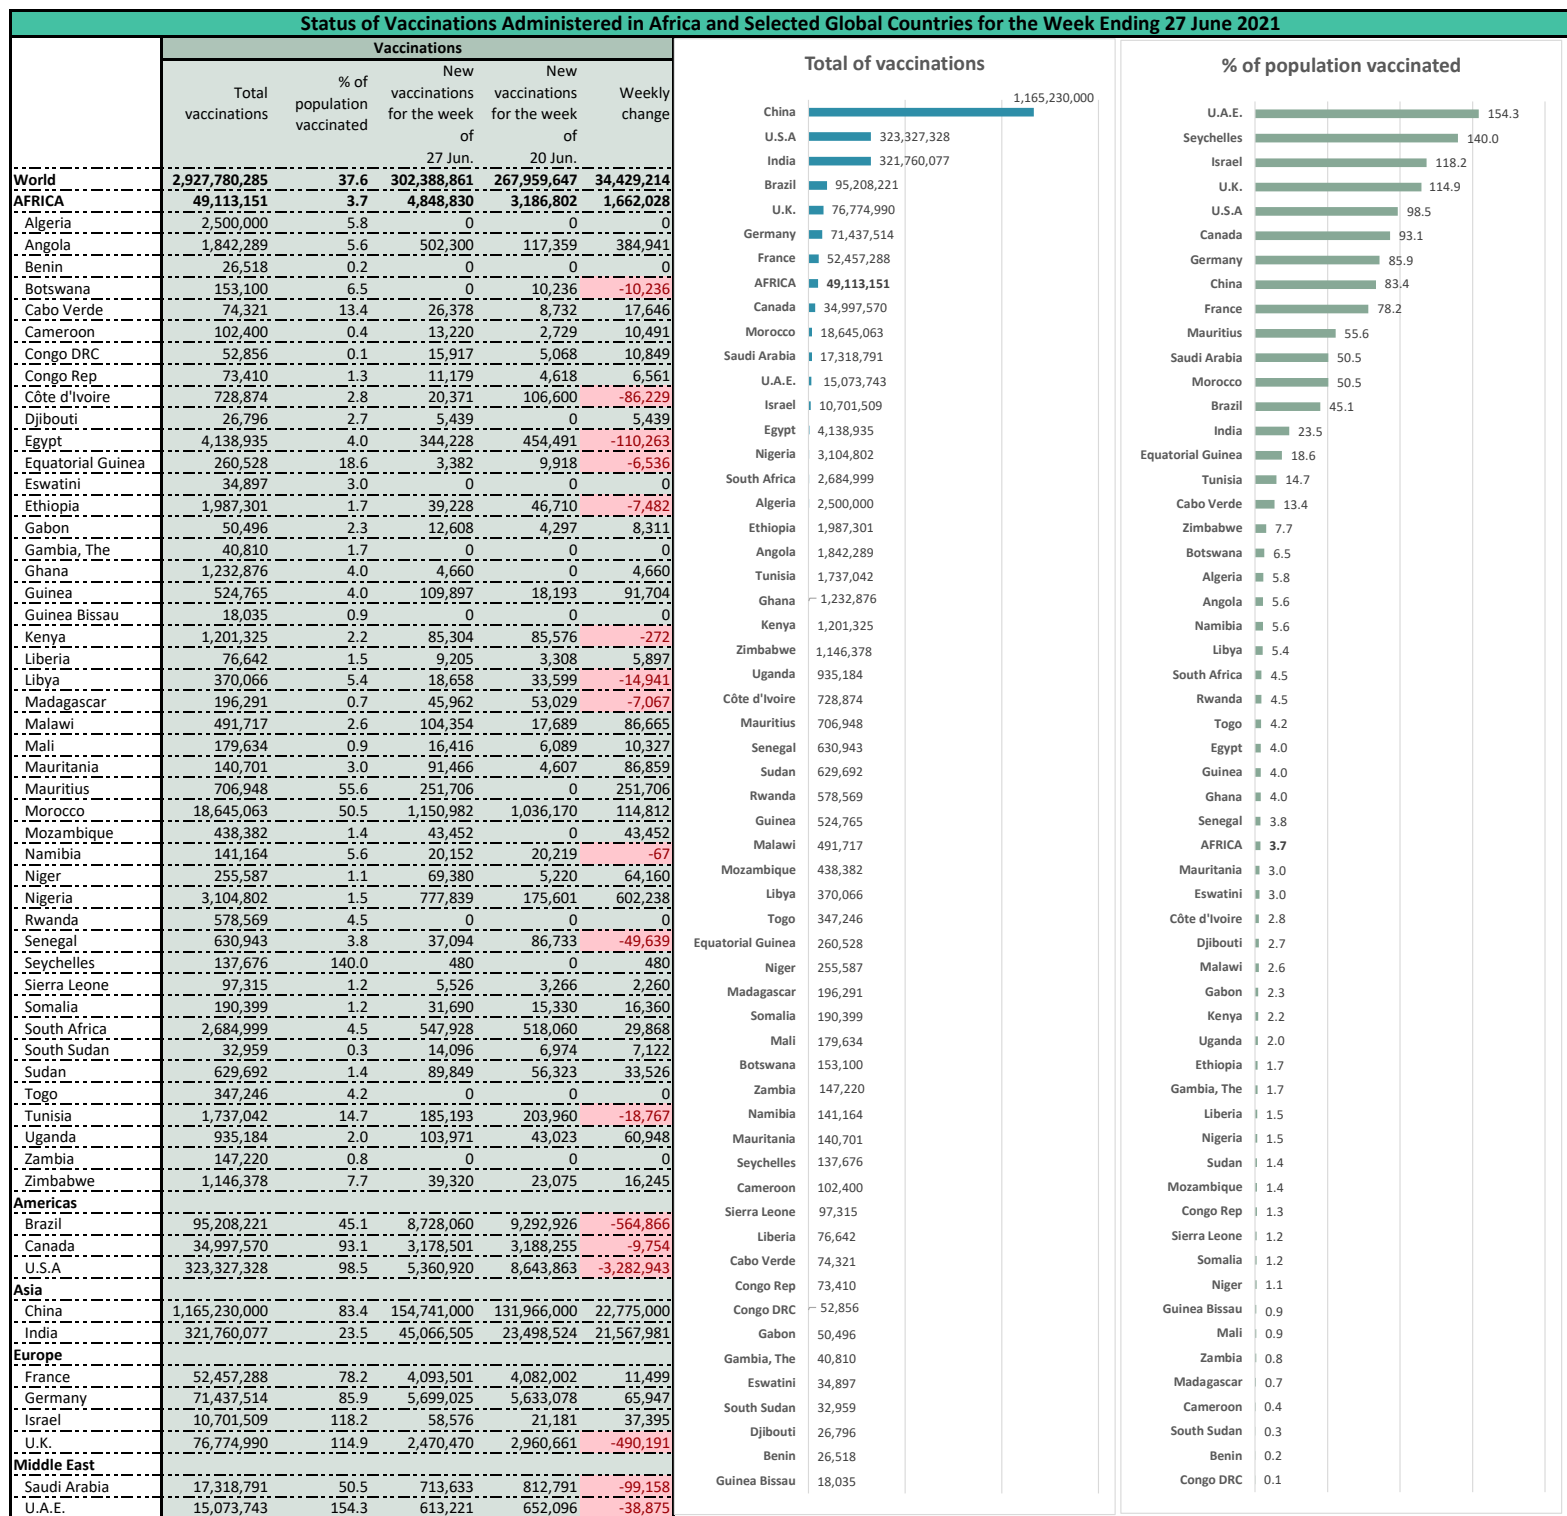 Status of Vaccinations Administered in Africa and Selected Global Countries for the Week Ending 27 June 2021
Vaccinations
Total vaccinations % of population vaccinated New vaccinations for the week of 27 Jun. New vaccinations for the week of 20 Jun. Weekly change
World 2,927,780,285 37.6 302,388,861 267,959,647 34,429,214
AFRICA 49,113,151 3.7 4,848,830 3,186,802 1,662,028
Algeria 2,500,000 5.8 0 0 0
Angola 1,842,289 5.6 502,300 117,359 384,941
Benin 26,518 0.2 0 0 0
Botswana 153,100 6.5 0 10,236 -10,236
Cabo Verde 74,321 13.4 26,378 8,732 17,646
Cameroon 102,400 0.4 13,220 2,729 10,491
Congo DRC 52,856 0.1 15,917 5,068 10,849
Congo Rep 73,410 1.3 11,179 4,618 6,561
Côte d'Ivoire 728,874 2.8 20,371 106,600 -86,229
Djibouti 26,796 2.7 5,439 0 5,439
Egypt 4,138,935 4.0 344,228 454,491 -110,263
Equatorial Guinea 260,528 18.6 3,382 9,918 -6,536
Eswatini 34,897 3.0 0 0 0
Ethiopia 1,987,301 1.7 39,228 46,710 -7,482
Gabon 50,496 2.3 12,608 4,297 8,311
Gambia, The 40,810 1.7 0 0 0
Ghana 1,232,876 4.0 4,660 0 4,660
Guinea 524,765 4.0 109,897 18,193 91,704
Guinea Bissau 18,035 0.9 0 0 0
Kenya 1,201,325 2.2 85,304 85,576 -272
Liberia 76,642 1.5 9,205 3,308 5,897
Libya 370,066 5.4 18,658 33,599 -14,941
Madagascar 196,291 0.7 45,962 53,029 -7,067
Malawi 491,717 2.6 104,354 17,689 86,665
Mali 179,634 0.9 16,416 6,089 10,327
Mauritania 140,701 3.0 91,466 4,607 86,859
Mauritius 706,948 55.6 251,706 0 251,706
Morocco 18,645,063 50.5 1,150,982 1,036,170 114,812
Mozambique 438,382 1.4 43,452 0 43,452
Namibia 141,164 5.6 20,152 20,219 -67
Niger 255,587 1.1 69,380 5,220 64,160
Nigeria 3,104,802 1.5 777,839 175,601 602,238
Rwanda 578,569 4.5 0 0 0
Senegal 630,943 3.8 37,094 86,733 -49,639
Seychelles 137,676 140.0 480 0 480
Sierra Leone 97,315 1.2 5,526 3,266 2,260
Somalia 190,399 1.2 31,690 15,330 16,360
South Africa 2,684,999 4.5 547,928 518,060 29,868
South Sudan 32,959 0.3 14,096 6,974 7,122
Sudan 629,692 1.4 89,849 56,323 33,526
Togo 347,246 4.2 0 0 0
Tunisia 1,737,042 14.7 185,193 203,960 -18,767
Uganda 935,184 2.0 103,971 43,023 60,948
Zambia 147,220 0.8 0 0 0
Zimbabwe 1,146,378 7.7 39,320 23,075 16,245
Americas
Brazil 95,208,221 45.1 8,728,060 9,292,926 -564,866
Canada 34,997,570 93.1 3,178,501 3,188,255 -9,754
U.S.A 323,327,328 98.5 5,360,920 8,643,863 -3,282,943
Asia
China 1,165,230,000 83.4 154,741,000 131,966,000 22,775,000
India 321,760,077 23.5 45,066,505 23,498,524 21,567,981
Europe
France 52,457,288 78.2 4,093,501 4,082,002 11,499
Germany 71,437,514 85.9 5,699,025 5,633,078 65,947
Israel 10,701,509 118.2 58,576 21,181 37,395
U.K. 76,774,990 114.9 2,470,470 2,960,661 -490,191
Middle East
Saudi Arabia 17,318,791 50.5 713,633 812,791 -99,158
U.A.E. 15,073,743 154.3 613,221 652,096 -38,875
Total of vaccinations
China 1,165,230,000
U.S.A 323,327,328
India 321,760,077
Brazil 95,208,221
U.K. 76,774,990
Germany 71,437,514
France 52,457,288
AFRICA 49,113,151
Canada 34,997,570
Morocco 18,645,063
Saudi Arabia 17,318,791
U.A.E. 15,073,743
Israel 10,701,509
Egypt 4,138,935
Nigeria 3,104,802
South Africa 2,684,999
Algeria 2,500,000
Ethiopia 1,987,301
Angola 1,842,289
Tunisia 1,737,042
Ghana 1,232,876
Kenya 1,201,325
Zimbabwe 1,146,378
Uganda 935,184
Côte d'Ivoire 728,874
Mauritius 706,948
Senegal 630,943
Sudan 629,692
Rwanda 578,569
Guinea 524,765
Malawi 491,717
Mozambique 438,382
Libya 370,066
Togo 347,246
Equatorial Guinea 260,528
Niger 255,587
Madagascar 196,291
Somalia 190,399
Mali 179,634
Botswana 153,100
Zambia 147,220
Namibia 141,164
Mauritania 140,701
Seychelles 137,676
Cameroon 102,400
Sierra Leone 97,315
Liberia 76,642
Cabo Verde 74,321
Congo Rep 73,410
Congo DRC 52,856
Gabon 50,496
Gambia, The 40,810
Eswatini 34,897
South Sudan 32,959
Djibouti 26,796
Benin 26,518
Guinea Bissau 18,035
% of population vaccinated
U.A.E. 154.3
Seychelles 140.0
Israel 118.2
U.K. 114.9
U.S.A 98.5
Canada 93.1
Germany 85.9
China 83.4
France 78.2
Mauritius 55.6
Saudi Arabia 50.5
Morocco 50.5
Brazil 45.1
India 23.5
Equatorial Guinea 18.6
Tunisia 14.7
Cabo Verde 13.4
Zimbabwe 7.7
Botswana 6.5
Algeria 5.8
Angola 5.6
Namibia 5.6
Libya 5.4
South Africa 4.5
Rwanda 4.5
Togo 4.2
Egypt 4.0
Guinea 4.0
Ghana 4.0
Senegal 3.8
AFRICA 3.7
Mauritania 3.0
Eswatini 3.0
Côte d'Ivoire 2.8
Djibouti 2.7
Malawi 2.6
Gabon 2.3
Kenya 2.2
Uganda 2.0
Ethiopia 1.7
Gambia, The 1.7
Liberia 1.5
Nigeria 1.5
Sudan 1.4
Mozambique 1.4
Congo Rep 1.3
Sierra Leone 1.2
Somalia 1.2
Niger 1.1
Guinea Bissau 0.9
Mali 0.9
Zambia 0.8
Madagascar 0.7
Cameroon 0.4
South Sudan 0.3
Benin 0.2
Congo DRC 0.1